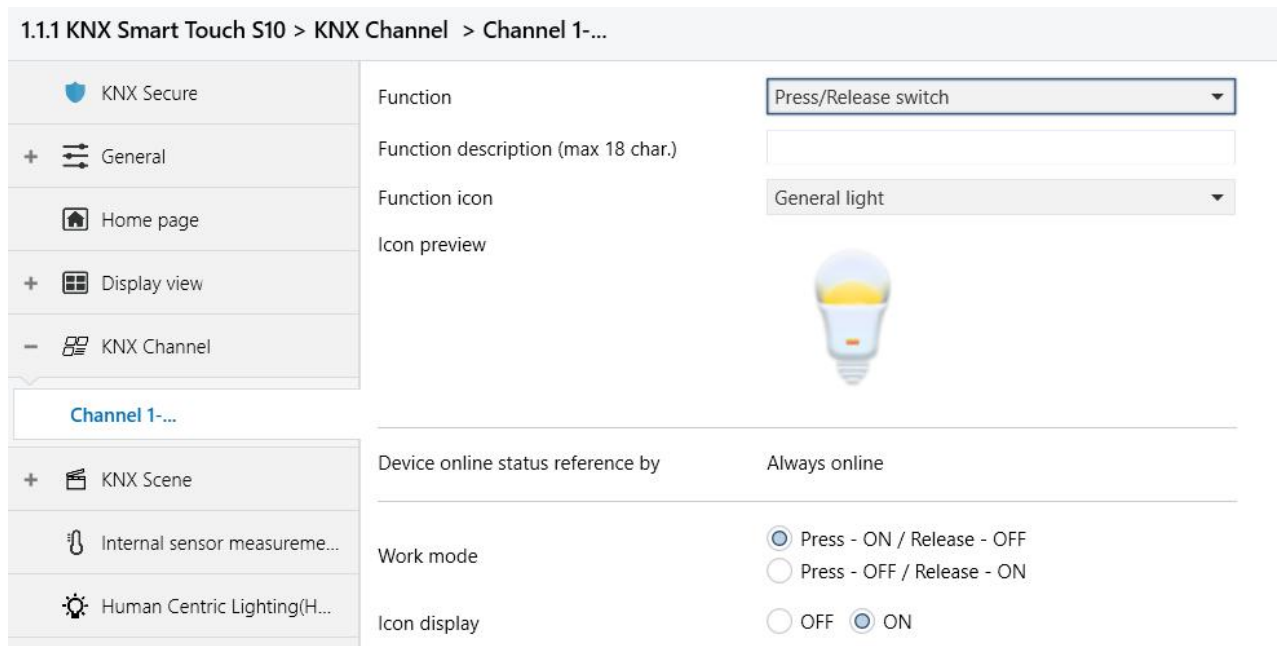 1.1.1 KNX Smart Touch S10 > KNX Channel > Channel 1-...
KNX Secure
+ General
Home page
+ Display view
– KNX Channel
Channel 1-...
+ KNX Scene
Internal sensor measureme...
Human Centric Lighting(H...
Function
Press/Release switch
Function description (max 18 char.)
Function icon
General light
Icon preview
Device online status reference by
Always online
Work mode
Press - ON / Release - OFF
Press - OFF / Release - ON
Icon display
OFF ON